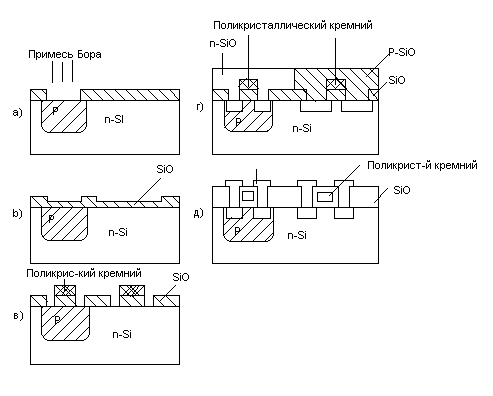 Примесь Бора
а)
P
n-SI
SiO
b)
P
n-Si
Поликрис-кий кремний
SiO
в)
P
n-Si
Поликристаллический кремний
n-SiO
P-SiO
SiO
г)
P
n-Si
Поликрист-й кремний
SiO
д)
P
n-Si